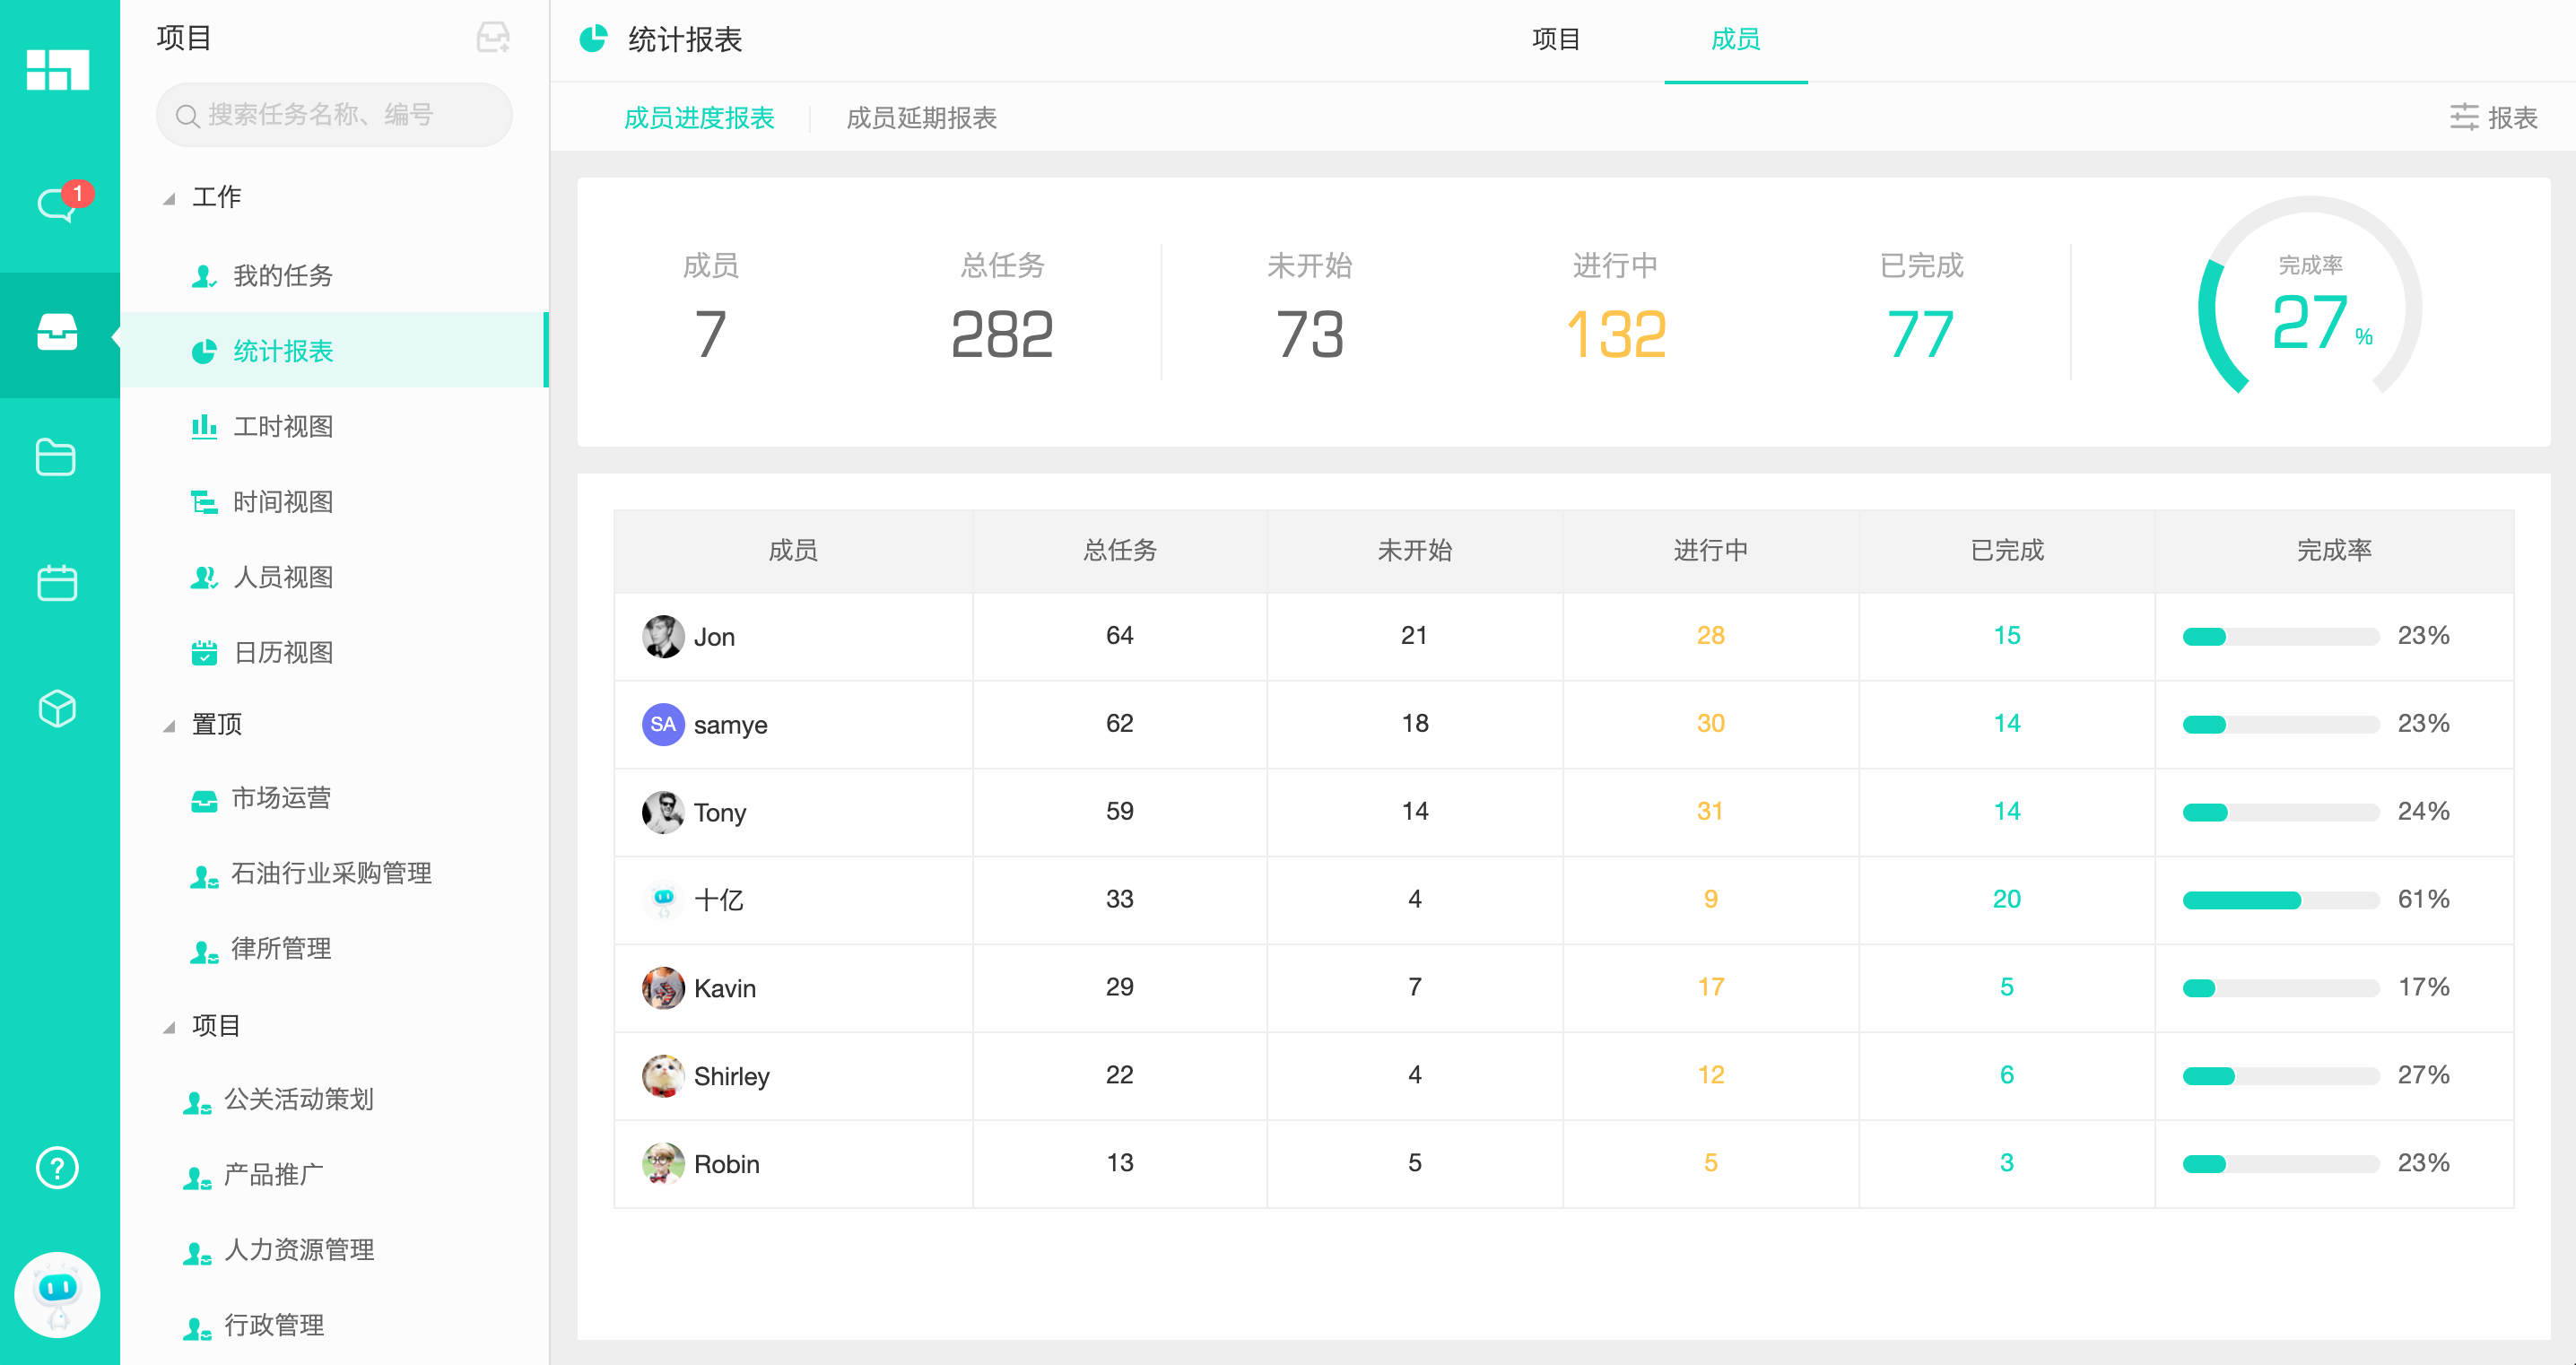 项目
搜索任务名称、编号
1
工作
我的任务
统计报表
工时视图
时间视图
人员视图
日历视图
置顶
市场运营
石油行业采购管理
律所管理
项目
公关活动策划
产品推广
人力资源管理
行政管理
?
统计报表 项目 成员
成员进度报表 成员延期报表 报表
成员 总任务 未开始 进行中 已完成 完成率
7 282 73 132 77 27%
成员 总任务 未开始 进行中 已完成 完成率
Jon 64 21 28 15 23%
SA samye 62 18 30 14 23%
Tony 59 14 31 14 24%
十亿 33 4 9 20 61%
Kavin 29 7 17 5 17%
Shirley 22 4 12 6 27%
Robin 13 5 5 3 23%